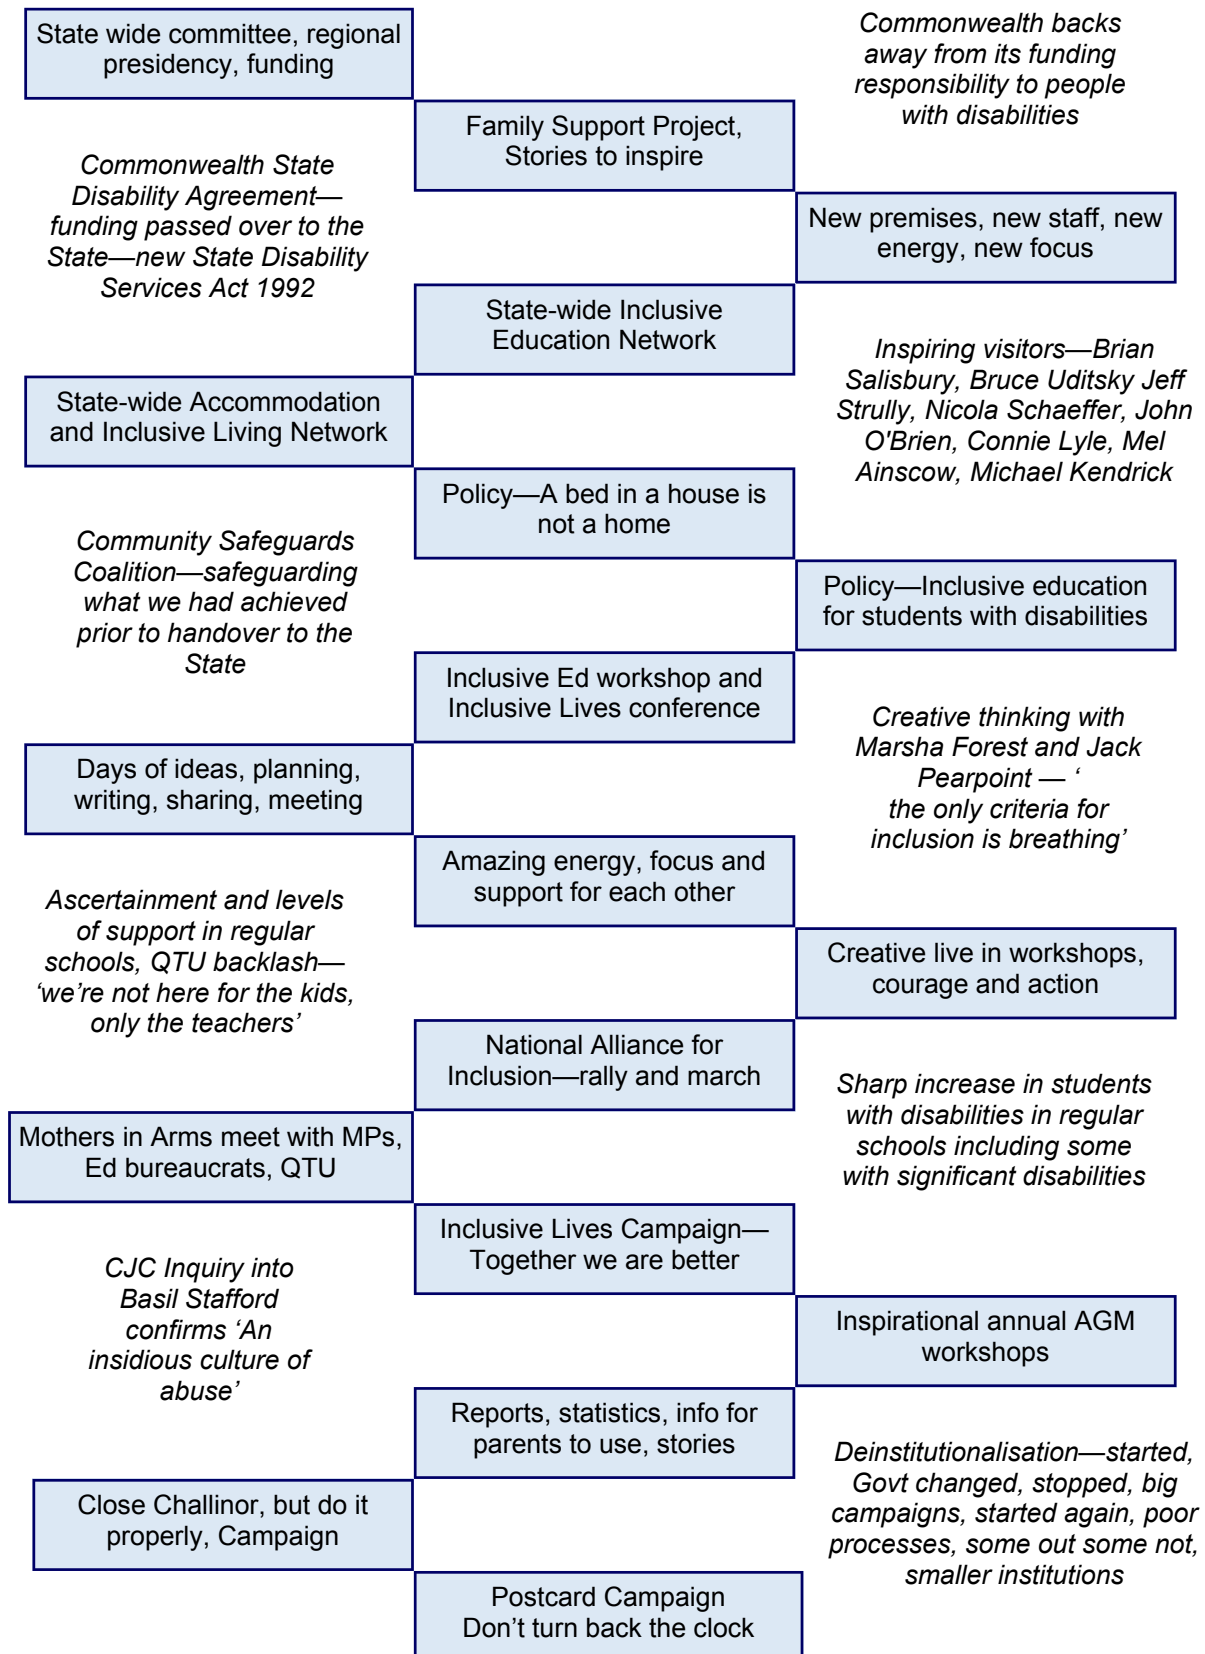 State wide committee, regional
presidency, funding
Commonwealth backs
away from its funding
responsibility to people
with disabilities
Family Support Project,
Stories to inspire
Commonwealth State
Disability Agreement—
funding passed over to the
State—new State Disability
Services Act 1992
New premises, new staff, new
energy, new focus
State-wide Inclusive
Education Network
Inspiring visitors—Brian
Salisbury, Bruce Uditsky Jeff
Strully, Nicola Schaeffer, John
O'Brien, Connie Lyle, Mel
Ainscow, Michael Kendrick
State-wide Accommodation
and Inclusive Living Network
Policy—A bed in a house is
not a home
Community Safeguards
Coalition—safeguarding
what we had achieved
prior to handover to the
State
Policy—Inclusive education
for students with disabilities
Inclusive Ed workshop and
Inclusive Lives conference
Creative thinking with
Marsha Forest and Jack
Pearpoint — ‘
the only criteria for
inclusion is breathing’
Days of ideas, planning,
writing, sharing, meeting
Amazing energy, focus and
support for each other
Ascertainment and levels
of support in regular
schools, QTU backlash—
‘we’re not here for the kids,
only the teachers’
Creative live in workshops,
courage and action
National Alliance for
Inclusion—rally and march
Sharp increase in students
with disabilities in regular
schools including some
with significant disabilities
Mothers in Arms meet with MPs,
Ed bureaucrats, QTU
Inclusive Lives Campaign—
Together we are better
CJC Inquiry into
Basil Stafford
confirms ‘An
insidious culture of
abuse’
Inspirational annual AGM
workshops
Reports, statistics, info for
parents to use, stories
Deinstitutionalisation—started,
Govt changed, stopped, big
campaigns, started again, poor
processes, some out some not,
smaller institutions
Close Challinor, but do it
properly, Campaign
Postcard Campaign
Don’t turn back the clock